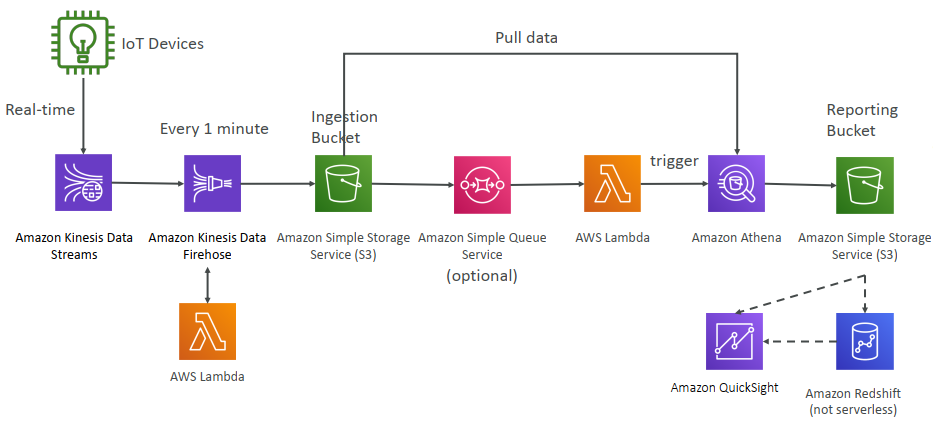 IoT Devices
Pull data
Real-time
Every 1 minute
Ingestion
Bucket
trigger
Reporting
Bucket
Amazon Kinesis Data
Streams
Amazon Kinesis Data
Firehose
Amazon Simple Storage
Service (S3)
Amazon Simple Queue
Service
(optional)
AWS Lambda
Amazon Athena
Amazon Simple Storage
Service (S3)
AWS Lambda
Amazon QuickSight
Amazon Redshift
(not serverless)